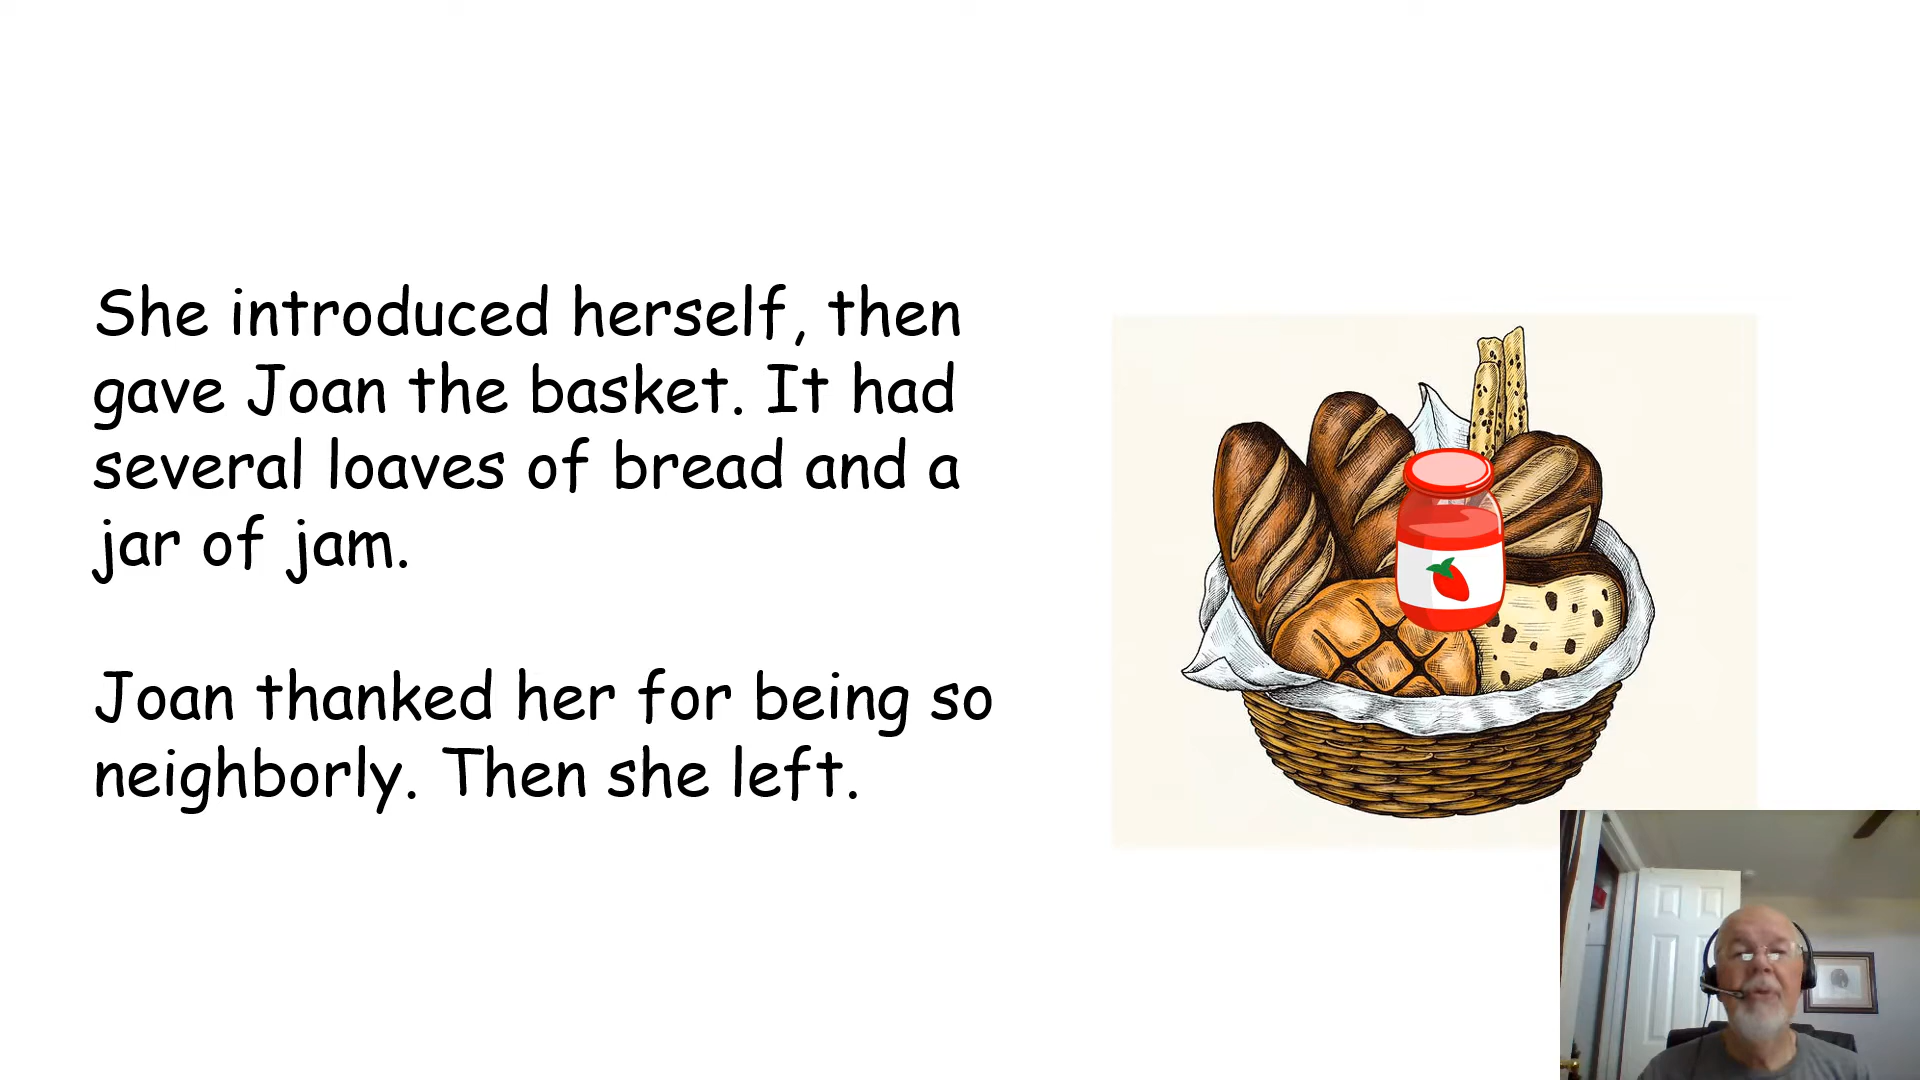 She introduced herself, then
gave Joan the basket. It had
several loaves of bread and a
jar of jam.
Joan thanked her for being so
neighborly. Then she left.